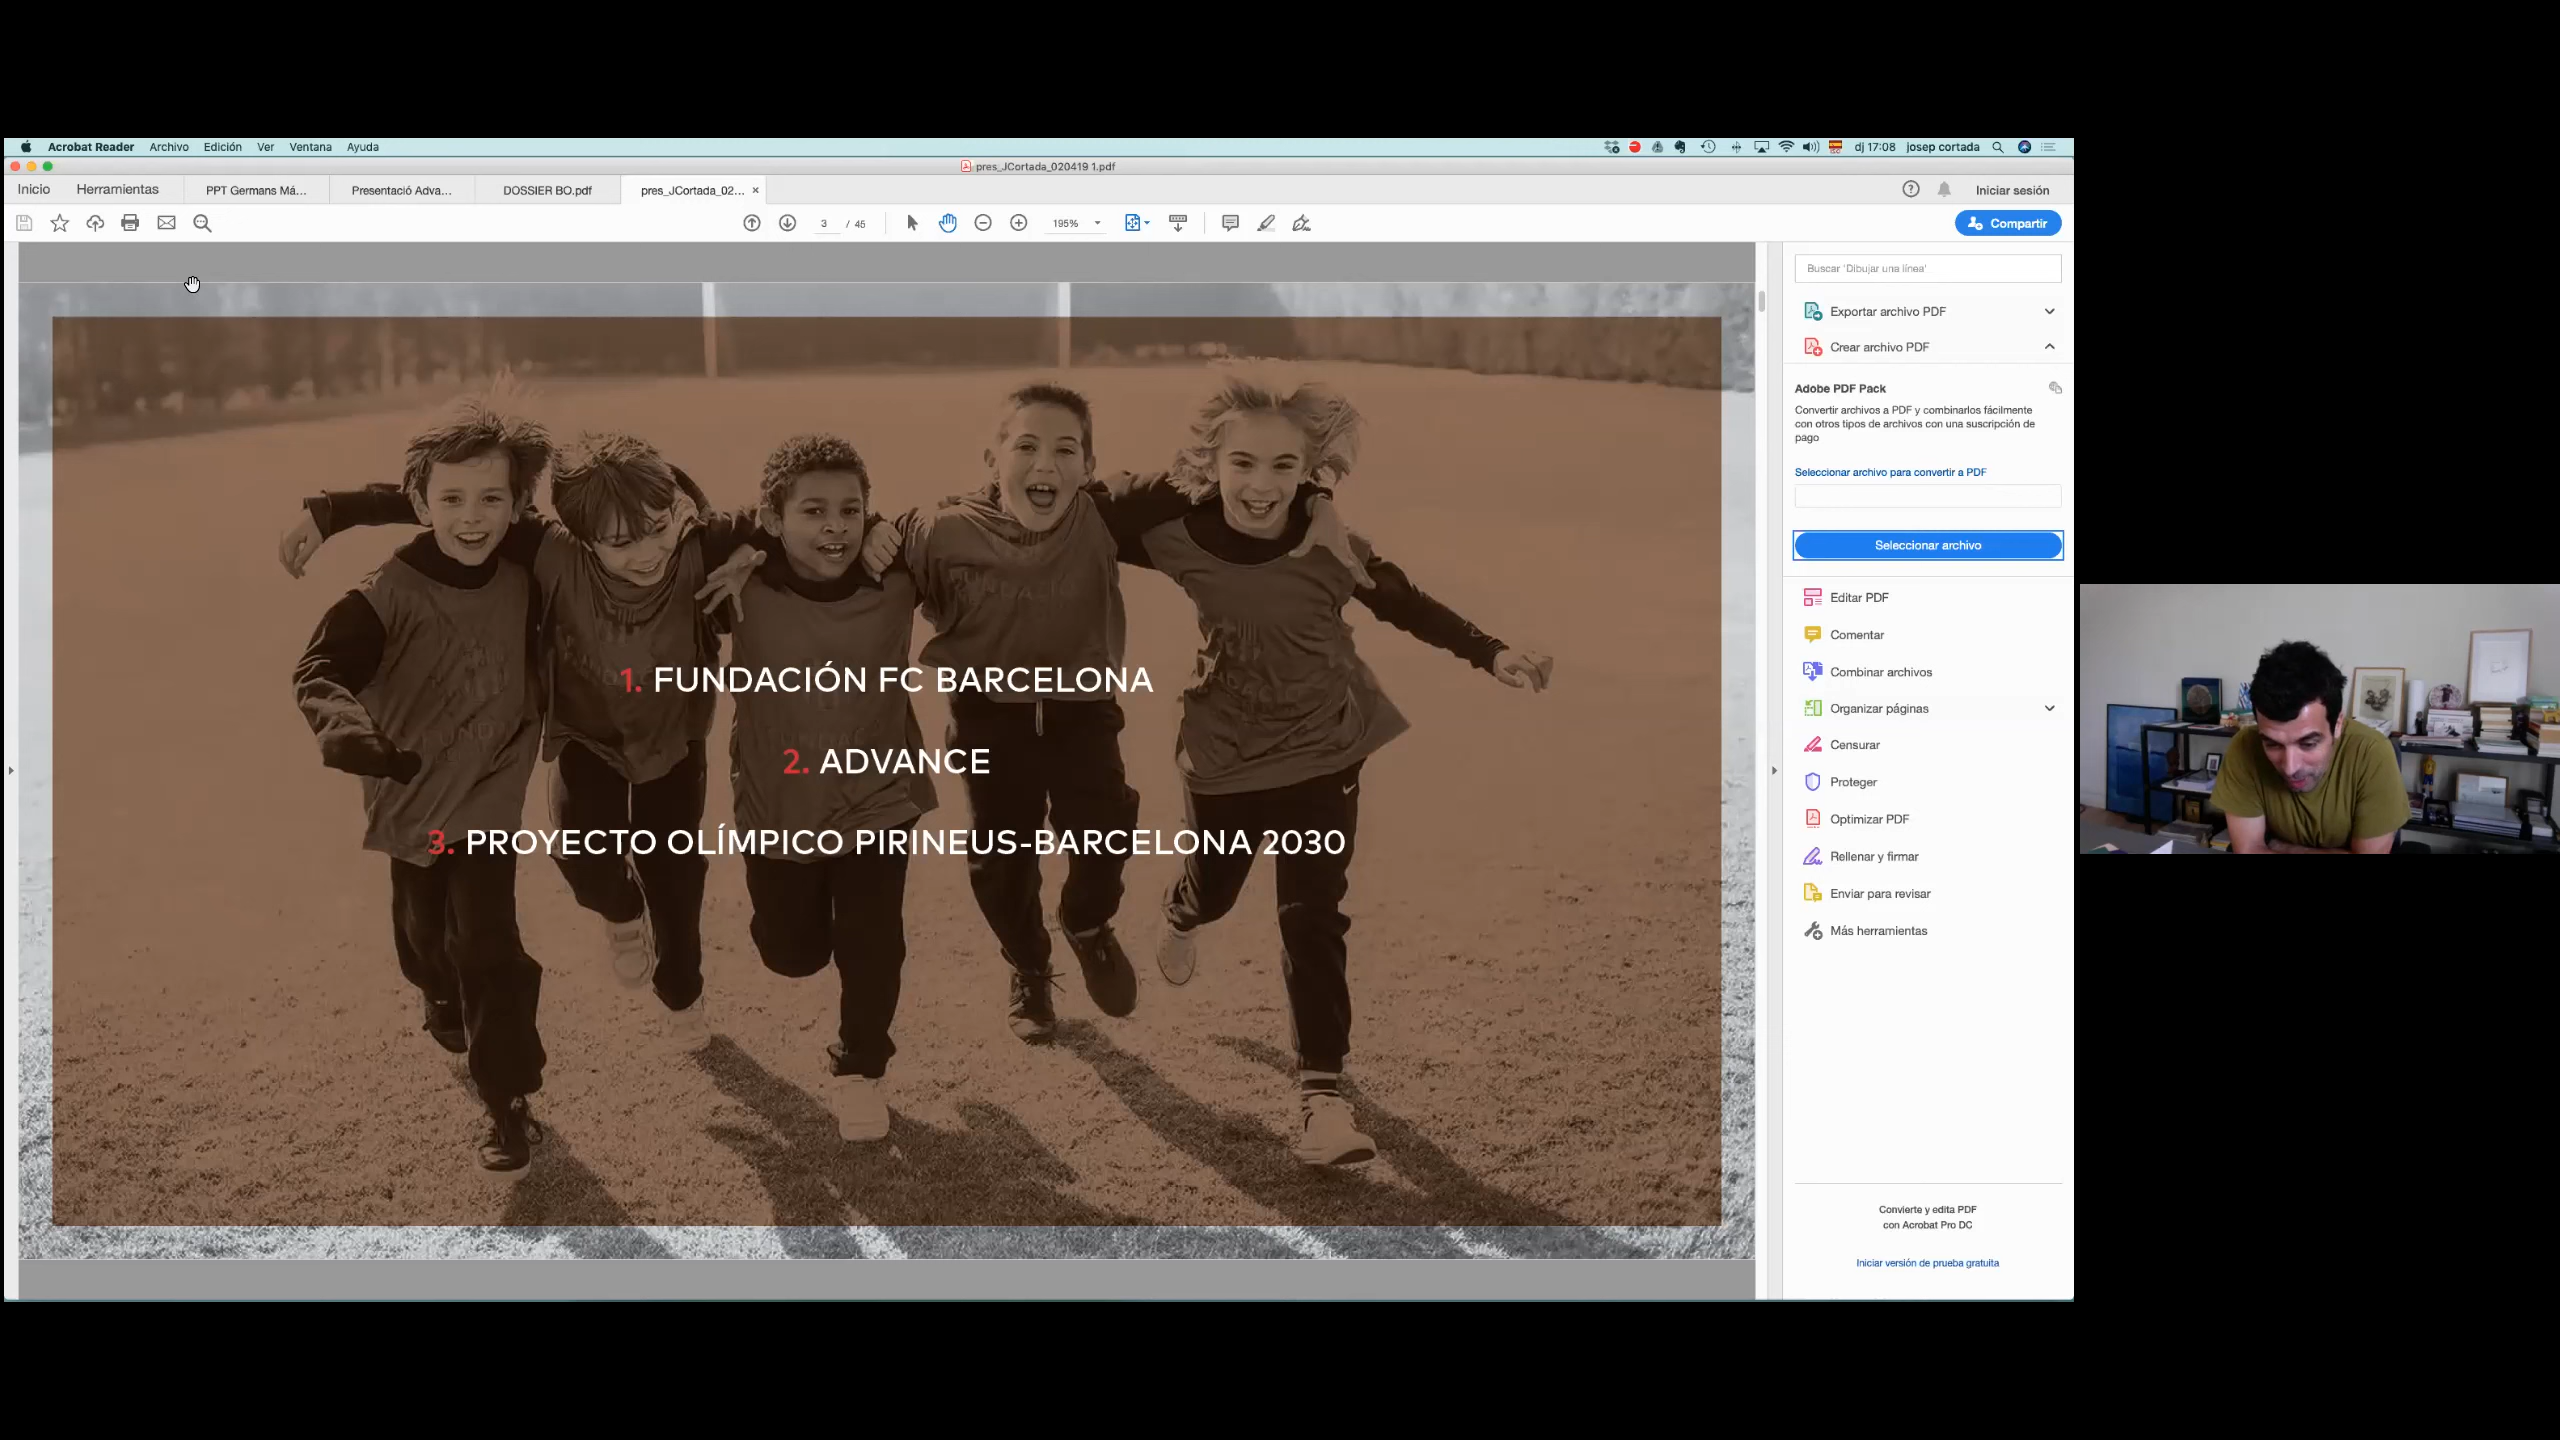 Acrobat Reader Archivo Edición Ver Ventana Ayuda dj 17:08 josep cortada
pres_JCortada_020419 1.pdf
Inicio Herramientas PPT Germans Má... Presentació Adva... DOSSIER BO.pdf pres_JCortada_02... × Iniciar sesión
3 / 45 195% Compartir
Buscar 'Dibujar una línea'
Exportar archivo PDF
Crear archivo PDF
Adobe PDF Pack
Convertir archivos a PDF y combinarlos fácilmente
con otros tipos de archivos con una suscripción de
pago
Seleccionar archivo para convertir a PDF
Seleccionar archivo
Editar PDF
Comentar
Combinar archivos
Organizar páginas
Censurar
Proteger
Optimizar PDF
Rellenar y firmar
Enviar para revisar
Más herramientas
Convierte y edita PDF
con Acrobat Pro DC
Iniciar versión de prueba gratuita
1. FUNDACIÓN FC BARCELONA
2. ADVANCE
3. PROYECTO OLÍMPICO PIRINEUS-BARCELONA 2030